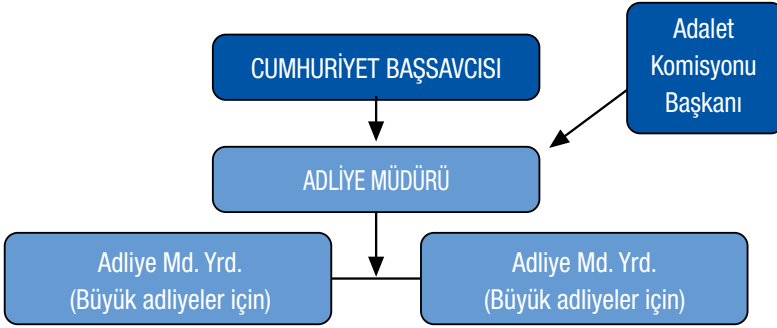 CUMHURİYET BAŞSAVCISI
Adalet
Komisyonu
Başkanı
ADLİYE MÜDÜRÜ
Adliye Md. Yrd.
(Büyük adliyeler için)
Adliye Md. Yrd.
(Büyük adliyeler için)